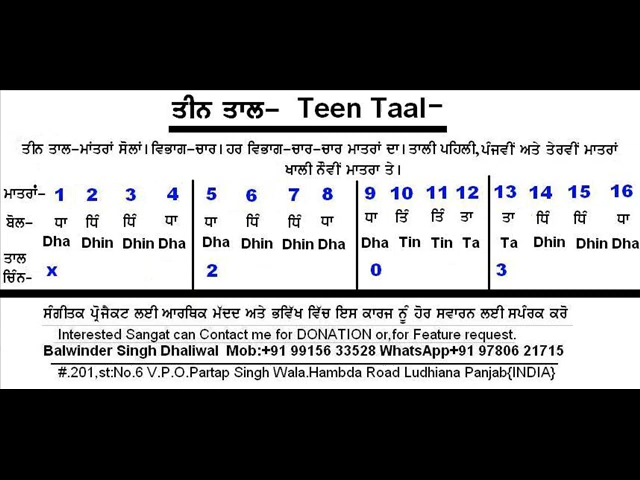 ਤੀਨ ਤਾਲ– Teen Taal–
ਤੀਨ ਤਾਲ–ਮਾਂਤਰਾਂ ਸੋਲਾਂ। ਵਿਭਾਗ–ਚਾਰ। ਹਰ ਵਿਭਾਗ–ਚਾਰ–ਚਾਰ ਮਾਤਰਾਂ ਦਾ। ਤਾਲੀ ਪਹਿਲੀ,ਪੰਜਵੀਂ ਅਤੇ ਤੇਰਵੀਂ ਮਾਤਰਾਂ
ਖਾਲੀ ਨੌਵੀਂ ਮਾਤਰਾ ਤੇ।
ਮਾਤਰਾਂ– 1 2 3 4 5 6 7 8 9 10 11 12 13 14 15 16
ਬੋਲ– ਧਾ ਧਿੰ ਧਿੰ ਧਾ ਧਾ ਧਿੰ ਧਿੰ ਧਾ ਧਾ ਤਿੰ ਤਿੰ ਤਾ ਤਾ ਧਿੰ ਧਿੰ ਧਾ
Dha Dhin Dhin Dha Dha Dhin Dhin Dha Dha Tin Tin Ta Ta Dhin Dhin Dha
ਤਾਲ
ਚਿੰਨ– x 2 0 3
ਸੰਗੀਤਕ ਪ੍ਰੋਜੈਕਟ ਲਈ ਆਰਥਿਕ ਮੱਦਦ ਅਤੇ ਭਵਿੱਖ ਵਿੱਚ ਇਸ ਕਾਰਜ ਨੂੰ ਹੋਰ ਸਵਾਰਨ ਲਈ ਸਪੰਰਕ ਕਰੋ
Interested Sangat can Contact me for DONATION or,for Feature request.
Balwinder Singh Dhaliwal Mob:+91 99156 33528 WhatsApp+91 97806 21715
#.201,st:No.6 V.P.O.Partap Singh Wala.Hambda Road Ludhiana Panjab{INDIA}